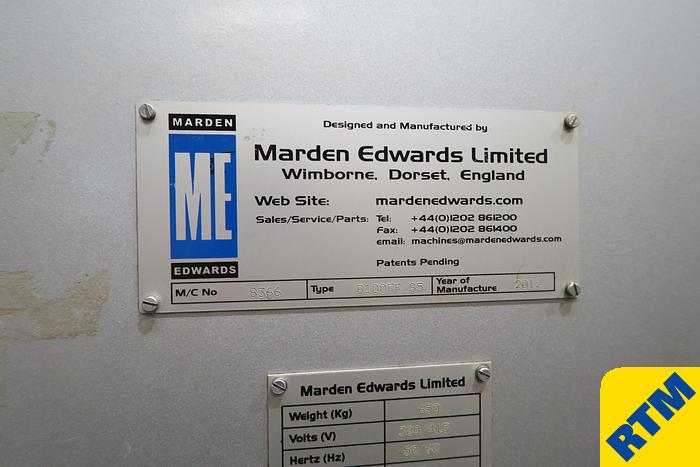 MARDEN
ME
EDWARDS
Designed and Manufactured by
Marden Edwards Limited
Wimborne, Dorset, England
Web Site: mardenedwards.com
Sales/Service/Parts: Tel: +44(0)1202 861200
Fax: +44(0)1202 861400
email: machines@mardenedwards.com
Patents Pending
M/C No 8366 Type Year of Manufacture
Marden Edwards Limited
Weight (Kg)
Volts (V)
Hertz (Hz)
RTM